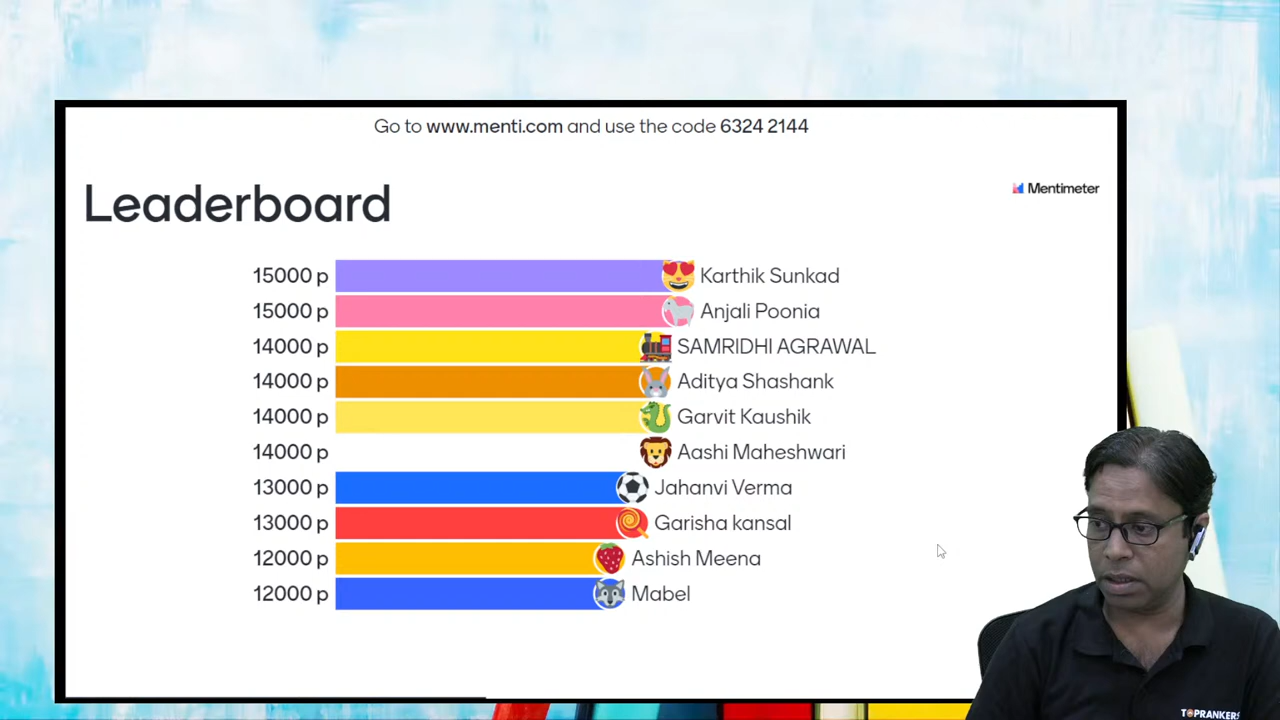 Go to www.menti.com and use the code 6324 2144
Mentimeter
Leaderboard
15000 p Karthik Sunkad
15000 p Anjali Poonia
14000 p SAMRIDHI AGRAWAL
14000 p Aditya Shashank
14000 p Garvit Kaushik
14000 p Aashi Maheshwari
13000 p Jahanvi Verma
13000 p Garisha kansal
12000 p Ashish Meena
12000 p Mabel
TOPRANKERS